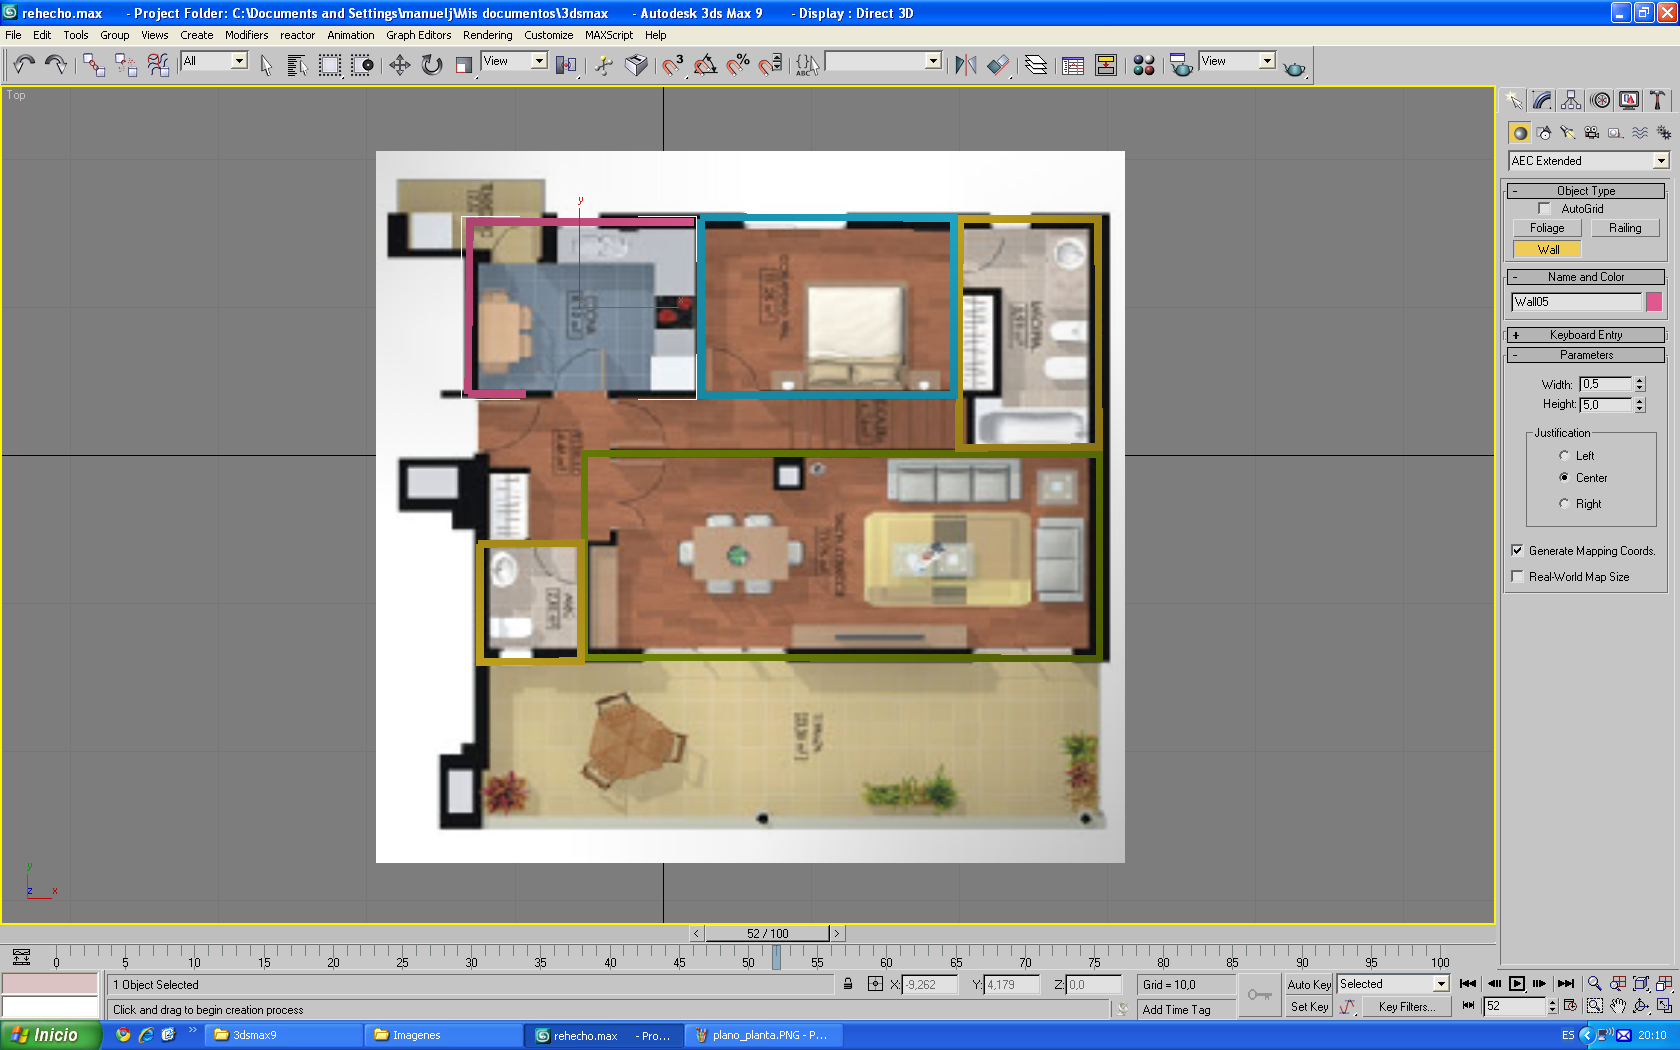 rehecho.max - Project Folder: C:\Documents and Settings\manuelj\Mis documentos\3dsmax - Autodesk 3ds Max 9 - Display : Direct 3D
File Edit Tools Group Views Create Modifiers reactor Animation Graph Editors Rendering Customize MAXScript Help
All View 3 ABC View
Top
AEC Extended
- Object Type
AutoGrid
Foliage Railing
Wall
- Name and Color
Wall05
+ Keyboard Entry
- Parameters
Width: 0,5
Height: 5,0
Justification
Left
Center
Right
Generate Mapping Coords.
Real-World Map Size
y
x
y
z x
< 52 / 100 >
0 5 10 15 20 25 30 35 40 45 50 55 60 65 70 75 80 85 90 95 100
1 Object Selected X: -9,262 Y: 4,179 Z: 0,0 Grid = 10,0 Auto Key Selected
Click and drag to begin creation process Add Time Tag Set Key Key Filters... 52
Inicio 3dsmax9 Imagenes rehecho.max - Pro... plano_planta.PNG - P... ES 20:10